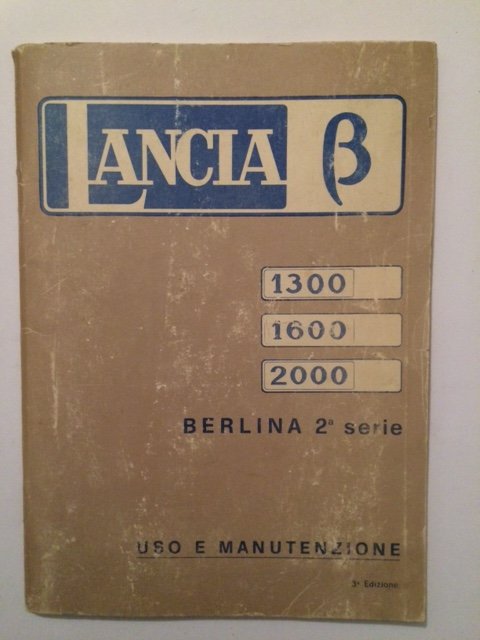 LANCIA β
1300
1600
2000
BERLINA 2ª serie
USO E MANUTENZIONE
3ª Edizione